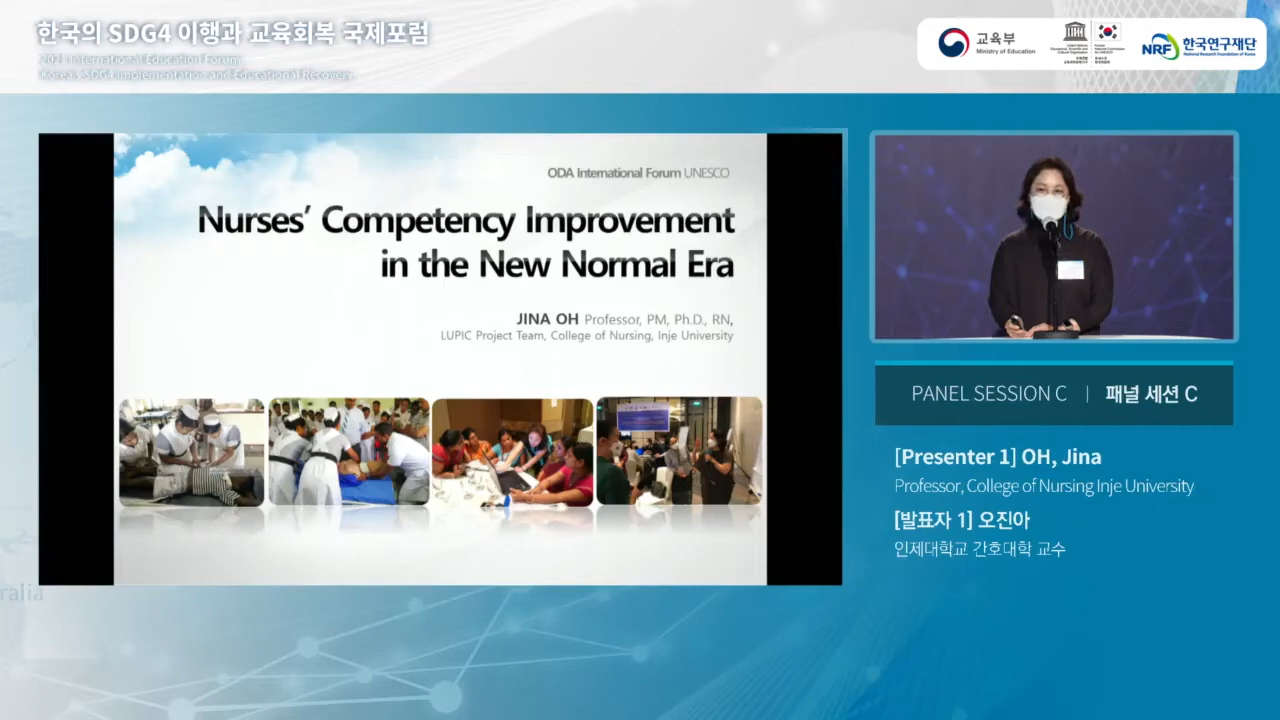 한국의 SDG4 이행과 교육회복 국제포럼
2021 International Education Forum
Korea's SDG4 Implementation and Educational Recovery
교육부
Ministry of Education
NRF 한국연구재단
National Research Foundation of Korea
ODA International Forum UNESCO
Nurses' Competency Improvement
in the New Normal Era
JINA OH Professor, PM, Ph.D., RN,
LUPIC Project Team, College of Nursing, Inje University
PANEL SESSION C | 패널 세션 C
[Presenter 1] OH, Jina
Professor, College of Nursing Inje University
[발표자 1] 오진아
인제대학교 간호대학 교수
ralia